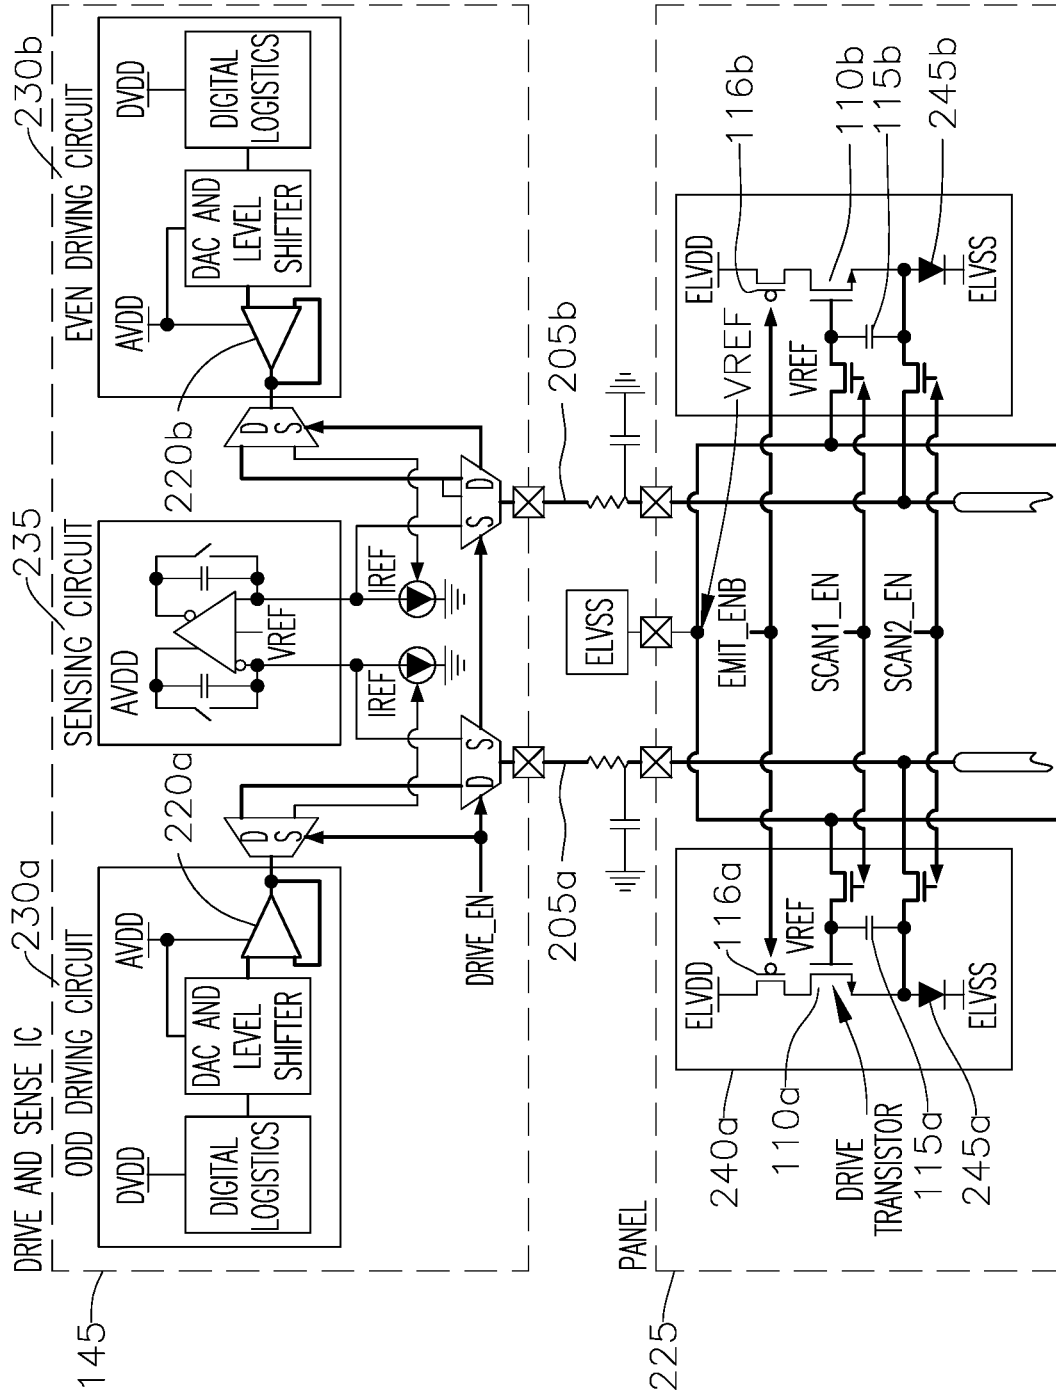 DRIVE AND SENSE IC
145
230a
ODD DRIVING CIRCUIT
DVDD
AVDD
DIGITAL
LOGISTICS
DAC AND
LEVEL
SHIFTER
220a
235
SENSING CIRCUIT
AVDD
VREF
230b
EVEN DRIVING CIRCUIT
AVDD
DVDD
DAC AND
LEVEL
SHIFTER
DIGITAL
LOGISTICS
220b
D
S
D
S
IREF
IREF
D
S
S
D
DRIVE_EN
205a
205b
PANEL
225
ELVSS
VREF
EMIT_ENB
SCAN1_EN
SCAN2_EN
240a
ELVDD
116a
VREF
110a
DRIVE
TRANSISTOR
115a
245a
ELVSS
ELVDD
116b
VREF
110b
115b
245b
ELVSS